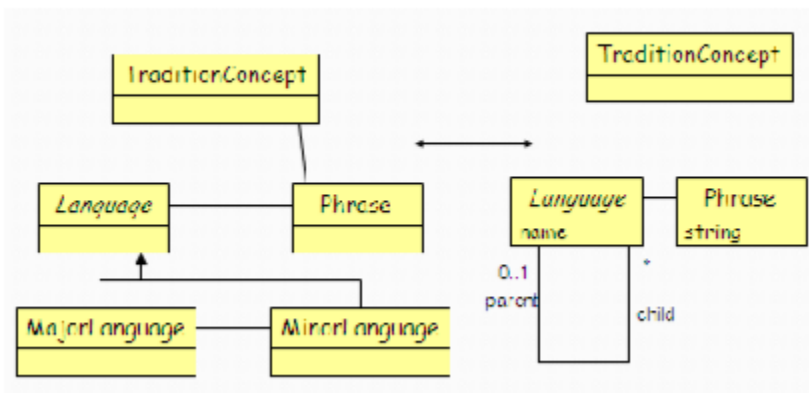 TraditionConcept
TraditionConcept
Language
Phrase
Language
name
Phrase
string
0..1
parent
*
child
MajorLanguage
MinorLanguage